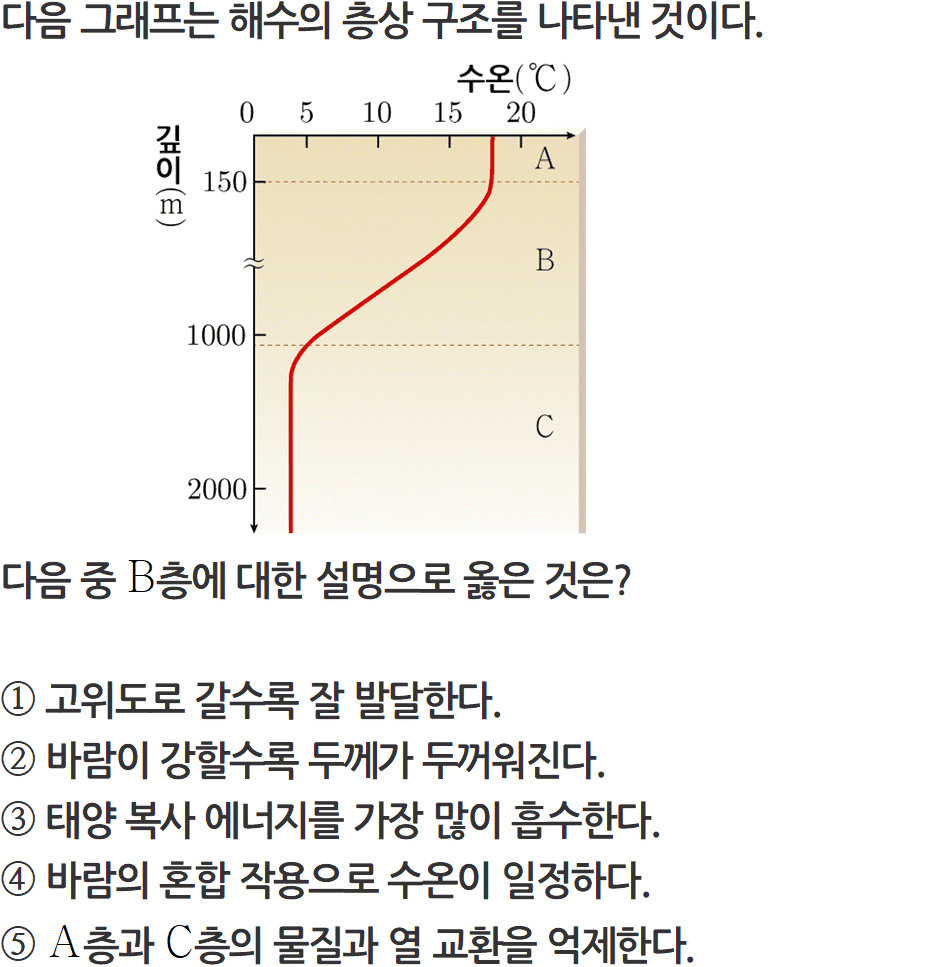 다음 그래프는 해수의 층상 구조를 나타낸 것이다.
수온(℃)
0 5 10 15 20
깊이(m)
A
150
B
1000
C
2000
다음 중 B층에 대한 설명으로 옳은 것은?
① 고위도로 갈수록 잘 발달한다.
② 바람이 강할수록 두께가 두꺼워진다.
③ 태양 복사 에너지를 가장 많이 흡수한다.
④ 바람의 혼합 작용으로 수온이 일정하다.
⑤ A층과 C층의 물질과 열 교환을 억제한다.